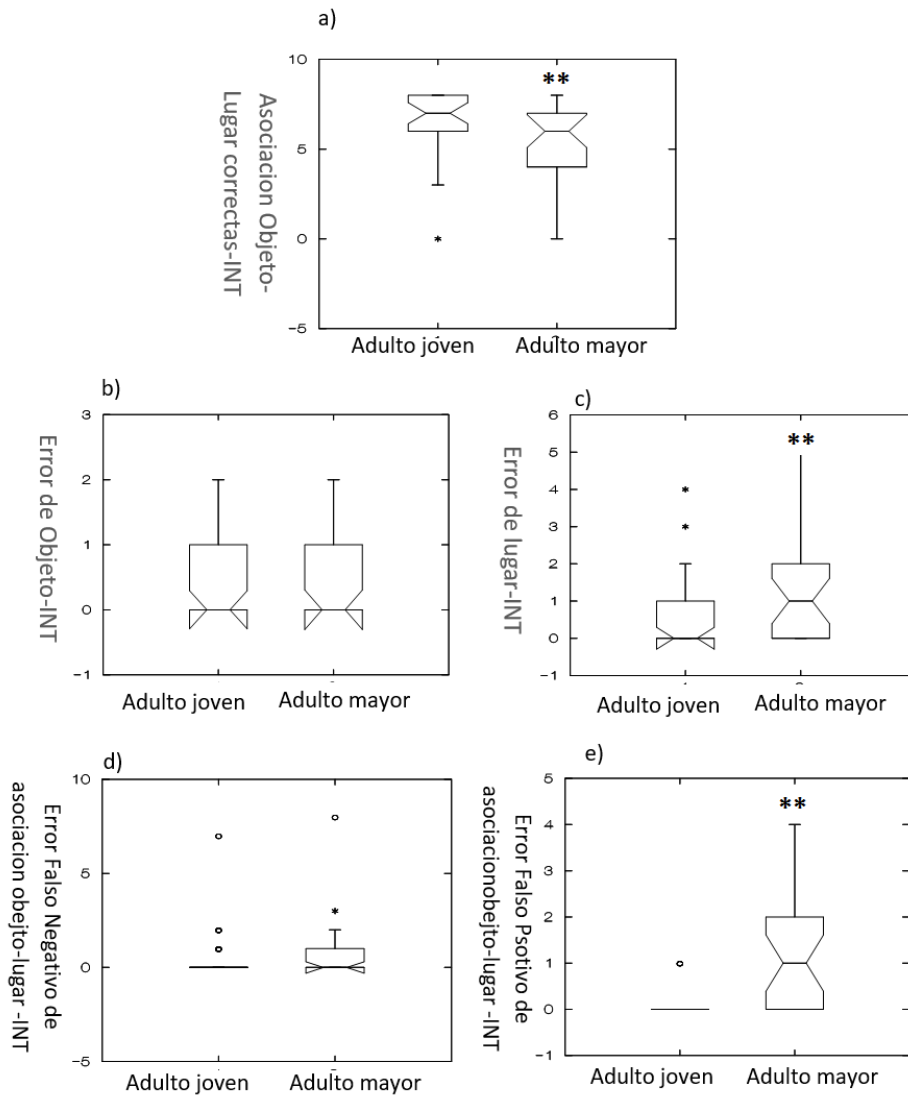 a)
Asociacion Objeto-
Lugar correctas-INT
10
5
0
−5
**
*
Adulto joven
Adulto mayor
b)
Error de Objeto-INT
3
2
1
0
−1
Adulto joven
Adulto mayor
c)
Error de lugar-INT
6
5
4
3
2
1
0
−1
**
*
*
Adulto joven
Adulto mayor
d)
Error Falso Negativo de
asociacion obejto-lugar -INT
10
5
0
−5
*
Adulto joven
Adulto mayor
e)
Error Falso Psotivo de
asociacionobejto-lugar -INT
5
4
3
2
1
0
−1
**
Adulto joven
Adulto mayor